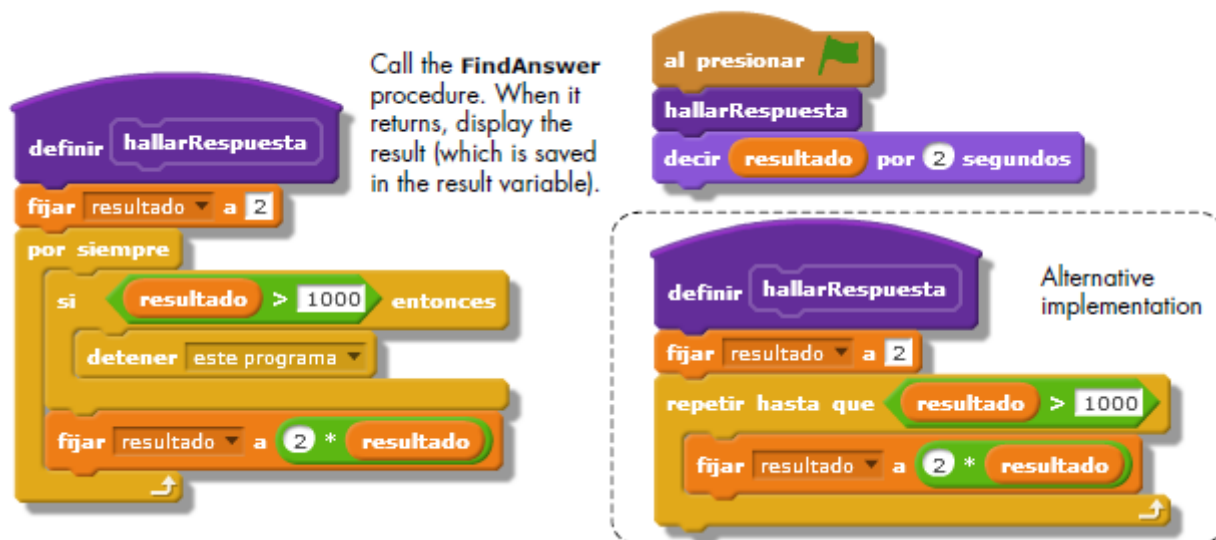 definir hallarRespuesta
fijar resultado a 2
por siempre
si resultado > 1000 entonces
detener este programa
fijar resultado a 2 * resultado
Call the FindAnswer
procedure. When it
returns, display the
result (which is saved
in the result variable).
al presionar
hallarRespuesta
decir resultado por 2 segundos
definir hallarRespuesta
fijar resultado a 2
repetir hasta que resultado > 1000
fijar resultado a 2 * resultado
Alternative
implementation